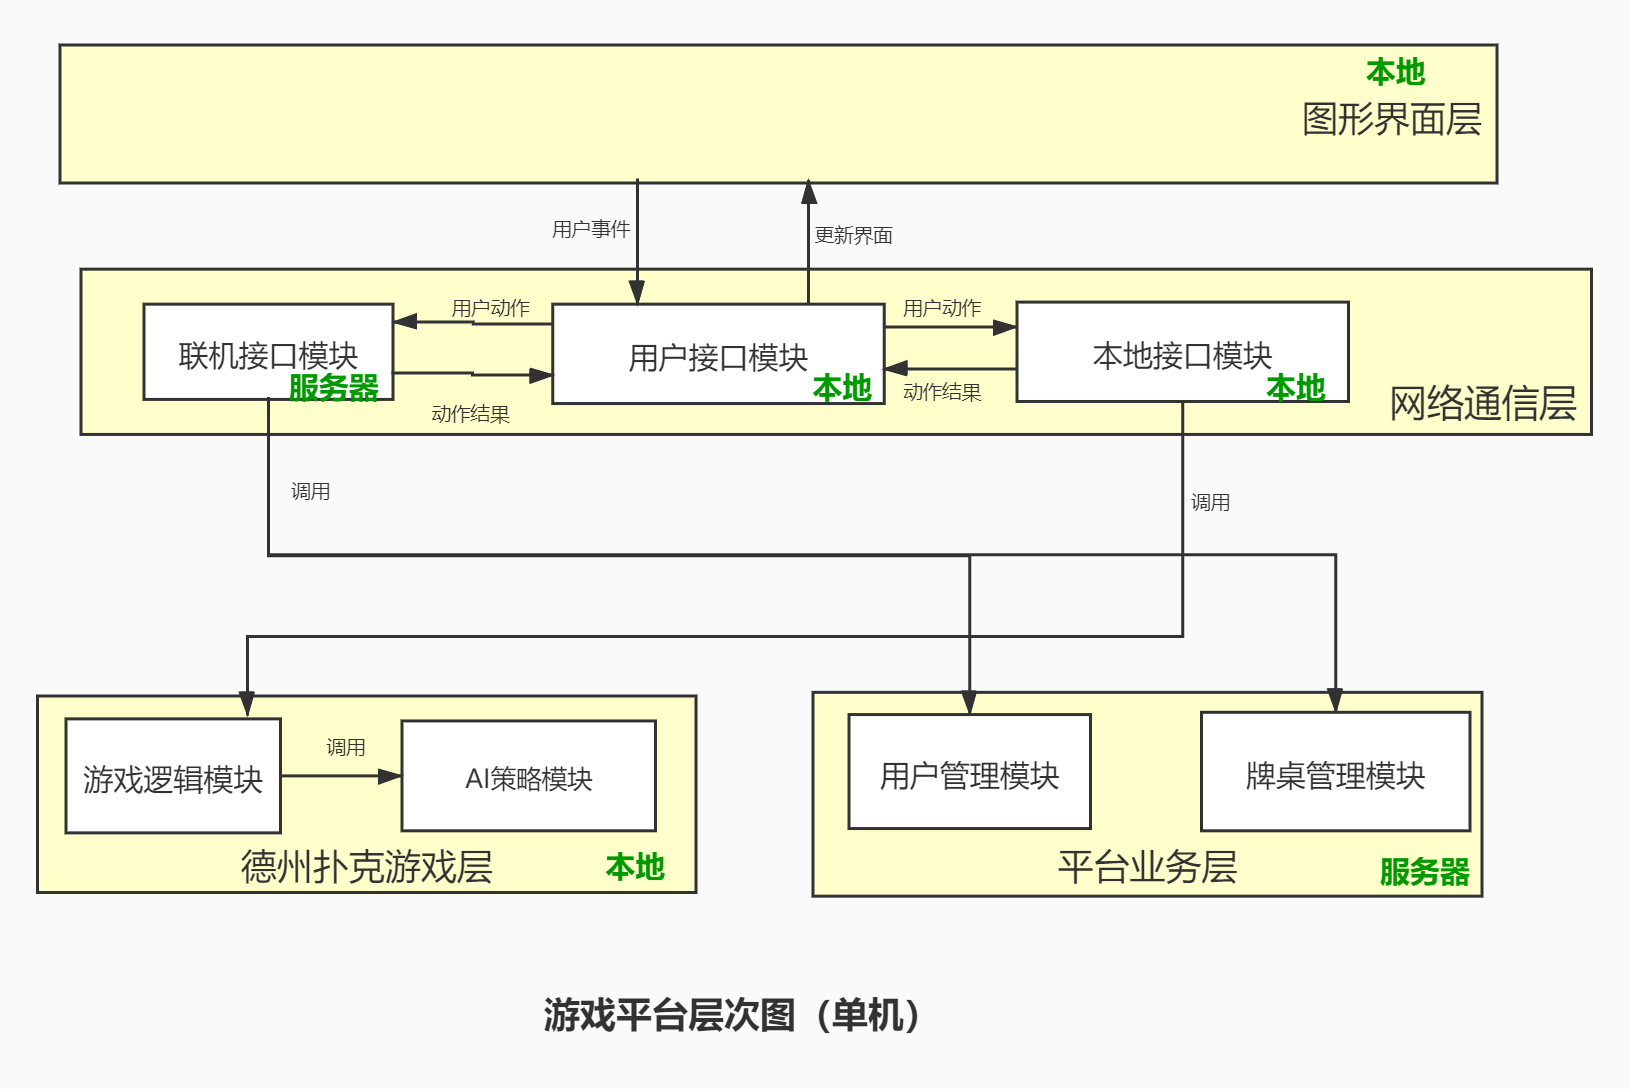 本地
图形界面层
用户事件
更新界面
用户动作
用户动作
联机接口模块
服务器
用户接口模块
本地
本地接口模块
本地
动作结果
动作结果
网络通信层
调用
调用
游戏逻辑模块
调用
AI策略模块
用户管理模块
牌桌管理模块
德州扑克游戏层
本地
平台业务层
服务器
游戏平台层次图（单机）